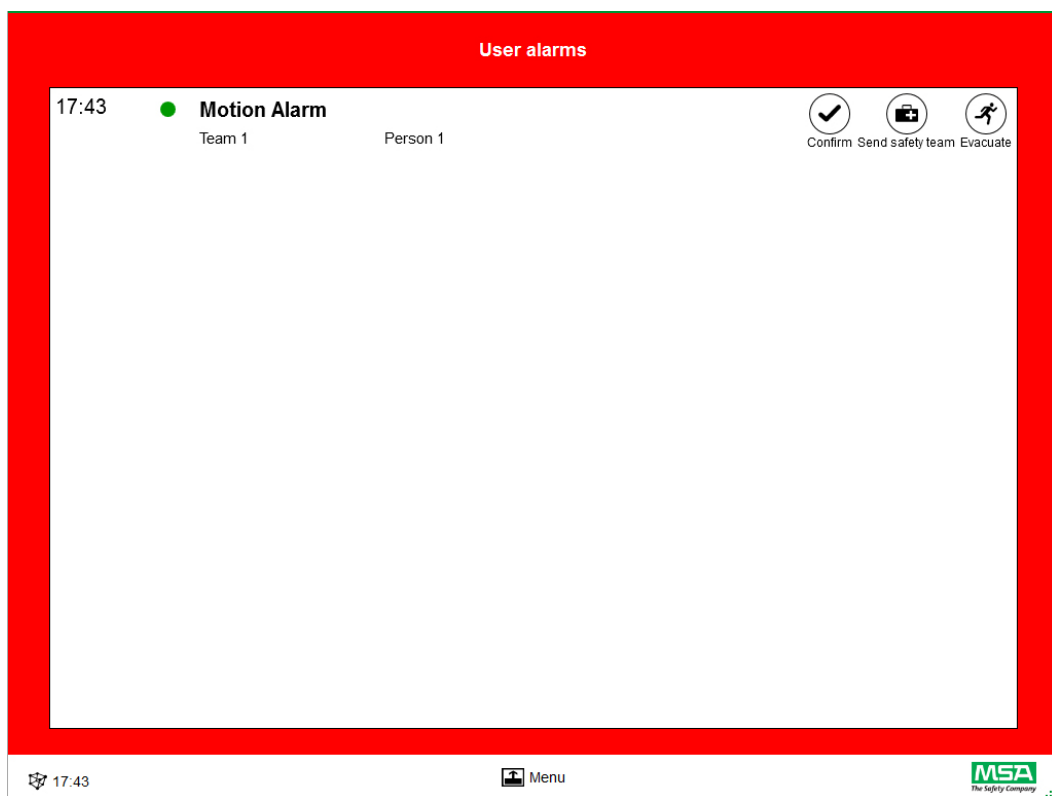 User alarms
17:43 Motion Alarm
Team 1 Person 1
Confirm Send safety team Evacuate
17:43 Menu
MSA
The Safety Company